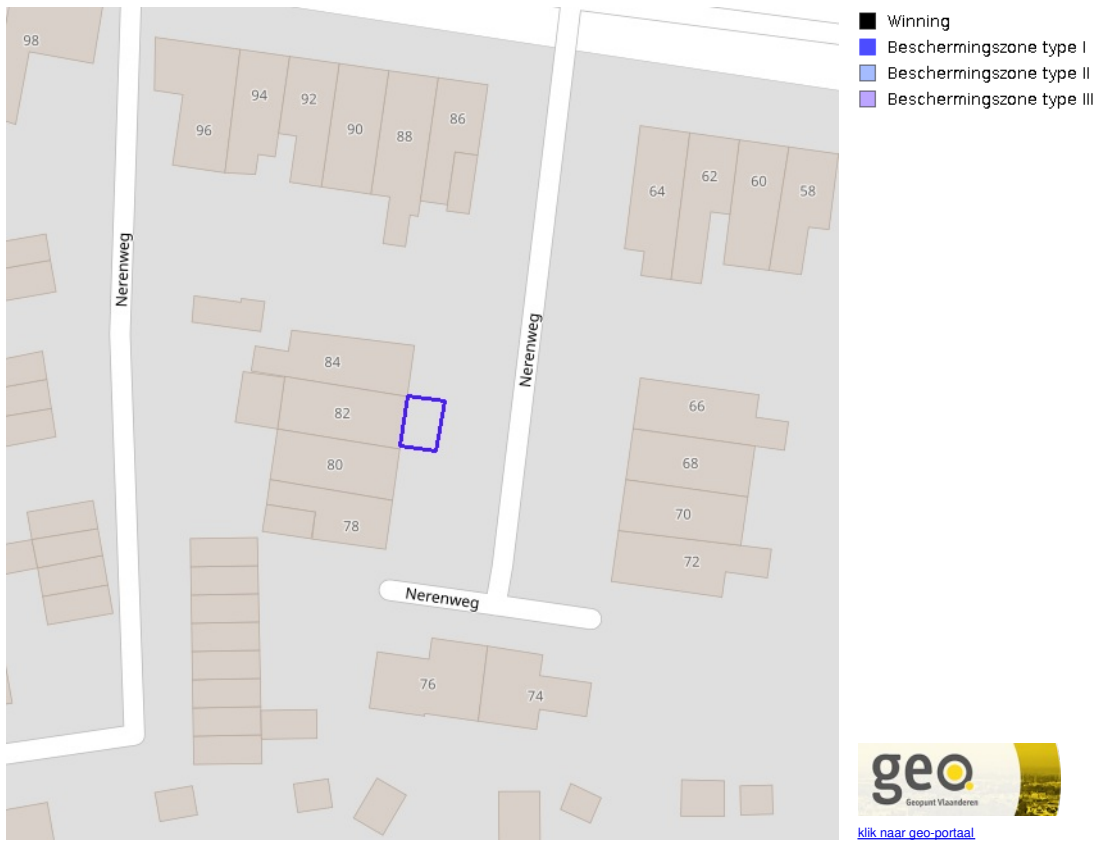 98
96
94
92
90
88
86
64
62
60
58
Nerenweg
Nerenweg
84
82
80
78
66
68
70
72
Nerenweg
76
74
Winning
Beschermingszone type I
Beschermingszone type II
Beschermingszone type III
geo.
Geopunt Vlaanderen
klik naar geo-portaal